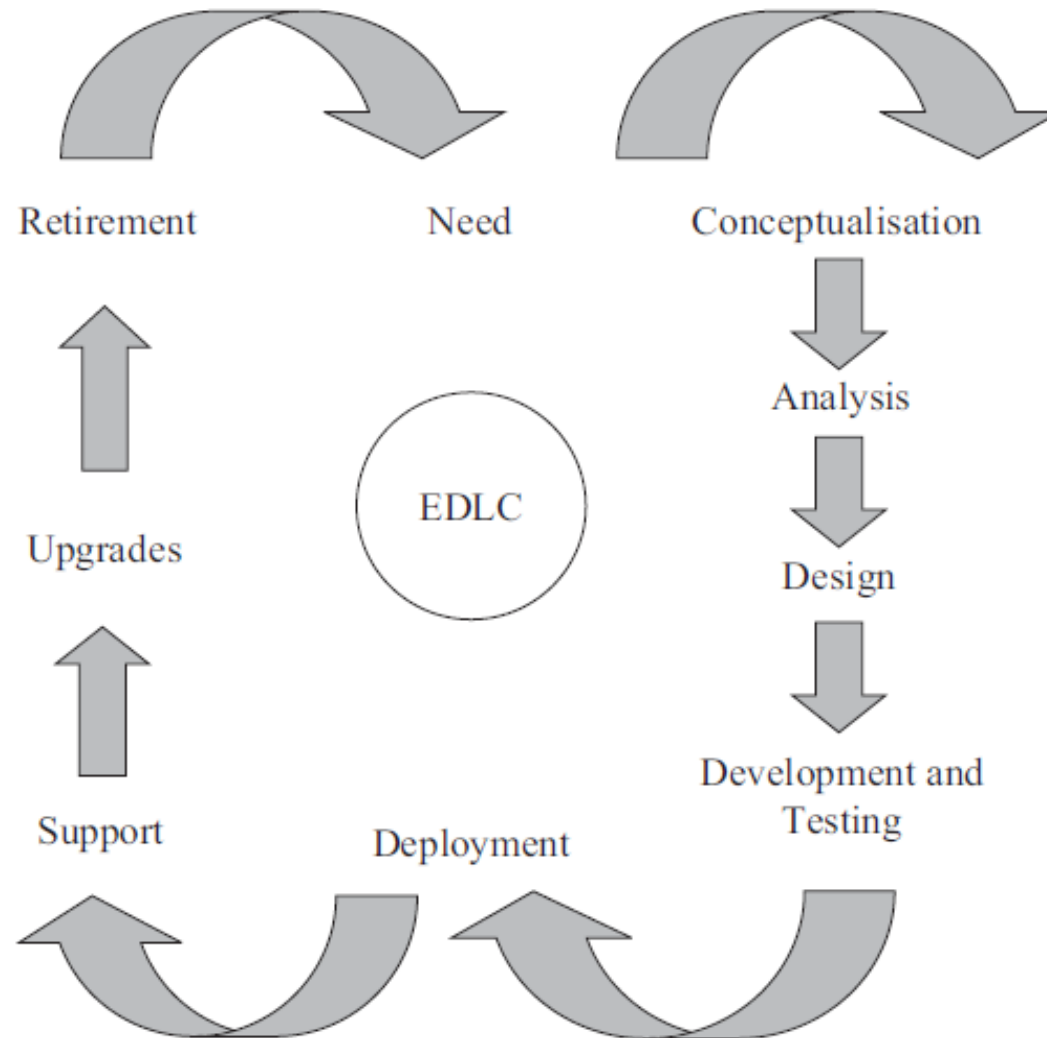 Retirement
Need
Conceptualisation
Analysis
EDLC
Upgrades
Design
Development and
Testing
Support
Deployment